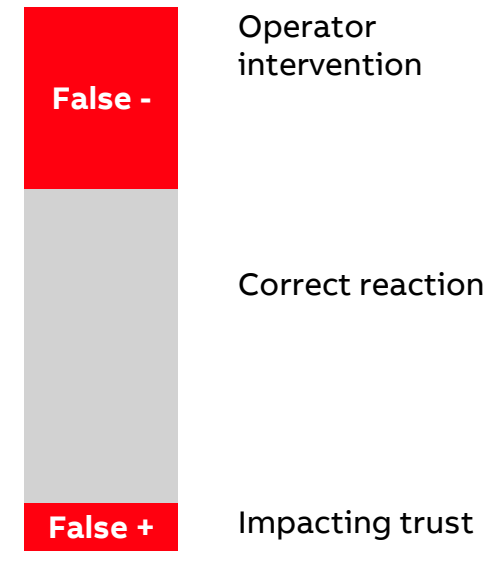 Operator
intervention
False -
Correct reaction
False +
Impacting trust